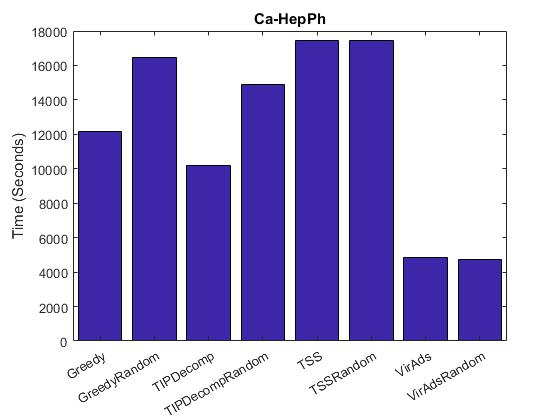 Ca-HepPh
Time (Seconds)
18000
16000
14000
12000
10000
8000
6000
4000
2000
0
Greedy
GreedyRandom
TIPDecomp
TIPDecompRandom
TSS
TSSRandom
VirAds
VirAdsRandom